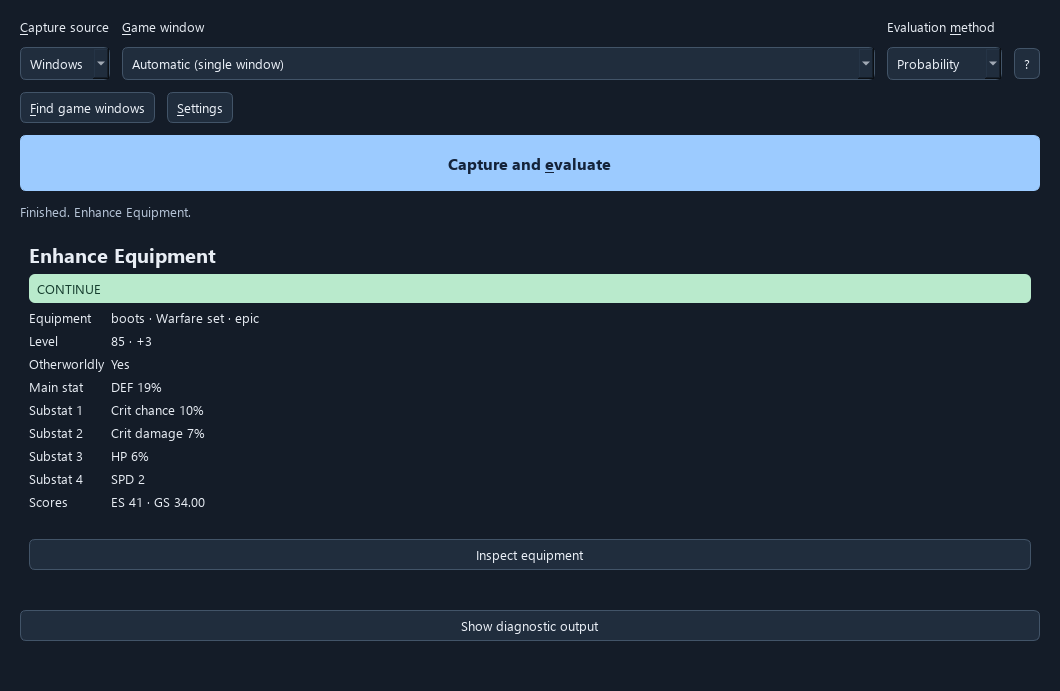 Capture source Game window Evaluation method
Windows Automatic (single window) Probability ?
Find game windows Settings
Capture and evaluate
Finished. Enhance Equipment.
Enhance Equipment
CONTINUE
Equipment boots · Warfare set · epic
Level 85 · +3
Otherworldly Yes
Main stat DEF 19%
Substat 1 Crit chance 10%
Substat 2 Crit damage 7%
Substat 3 HP 6%
Substat 4 SPD 2
Scores ES 41 · GS 34.00
Inspect equipment
Show diagnostic output